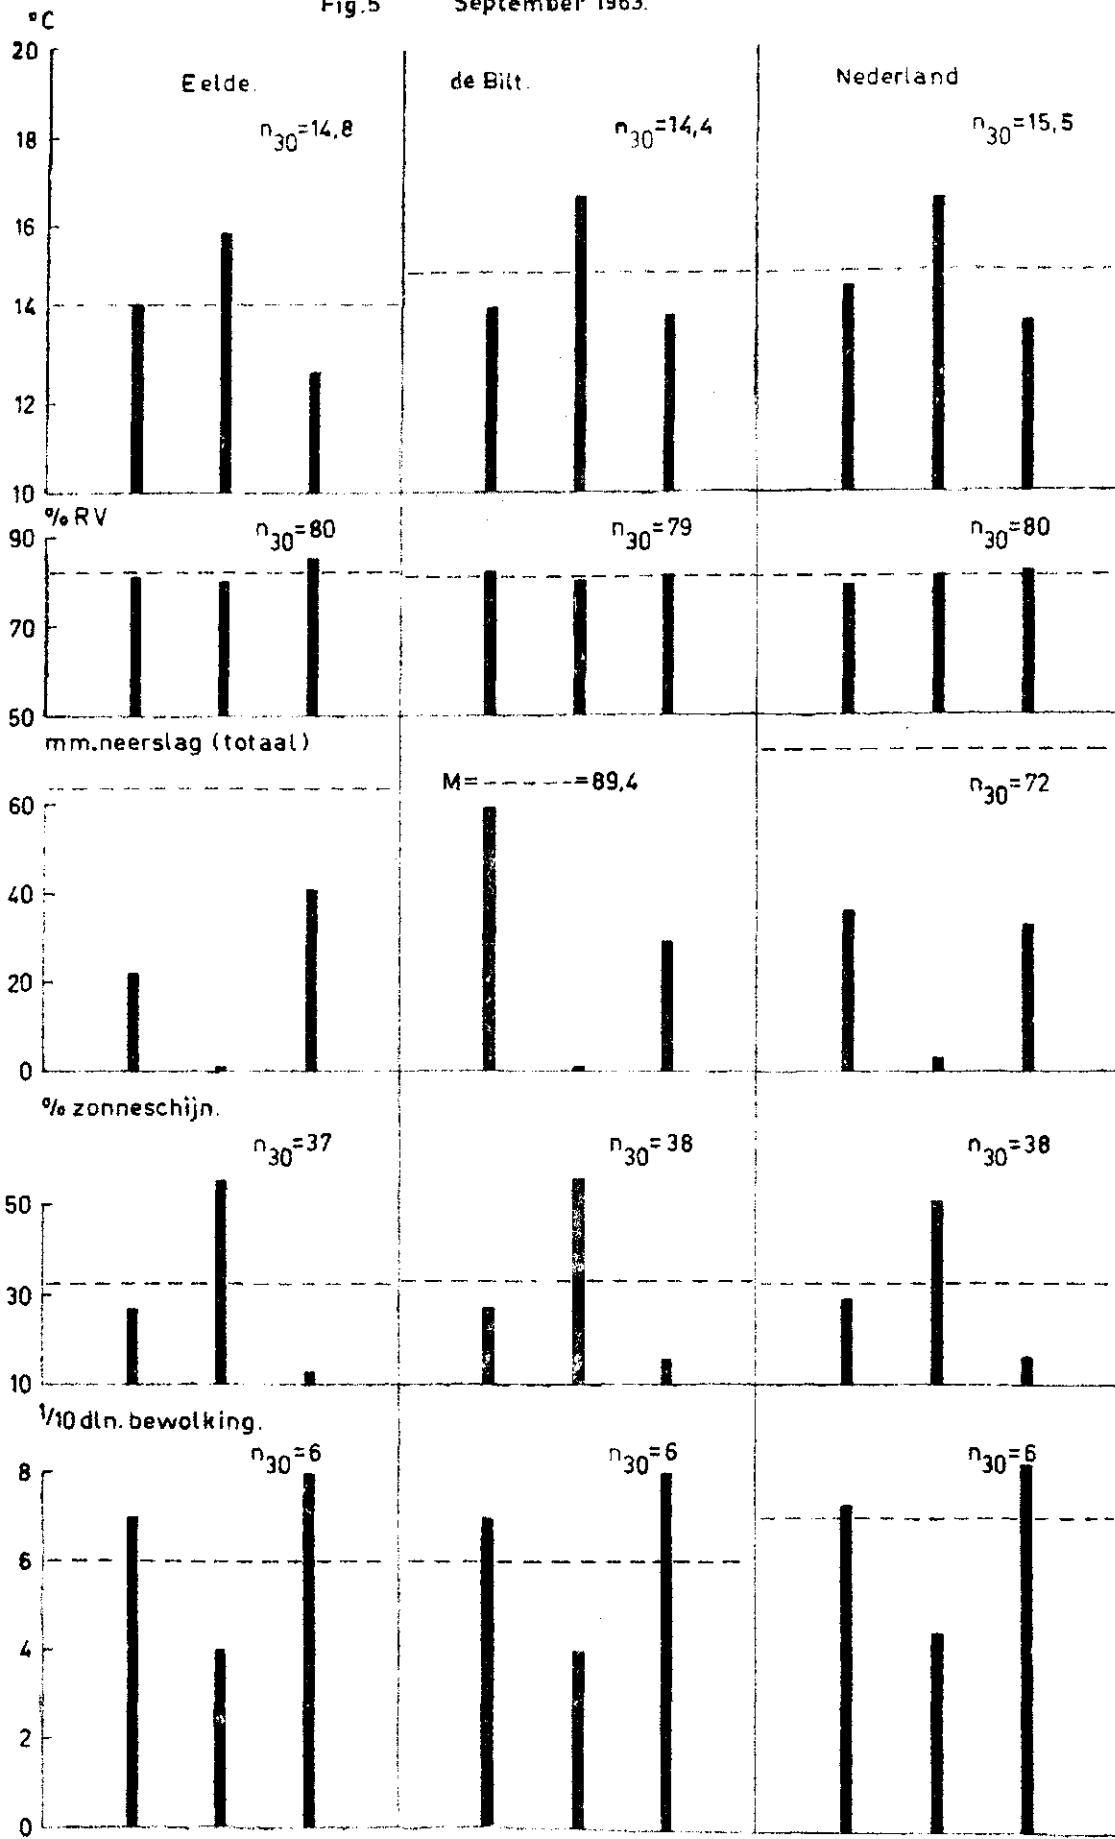 Fig.5 September 1963.
°C
Eelde. de Bilt. Nederland
n30=14,8 n30=14,4 n30=15,5
20
18
16
14
12
10
% RV
n30=80 n30=79 n30=80
90
70
50
mm.neerslag (totaal)
M=-----=89,4 n30=72
60
40
20
0
% zonneschijn.
n30=37 n30=38 n30=38
50
30
10
1/10 dln. bewolking.
n30=6 n30=6 n30=6
8
6
4
2
0